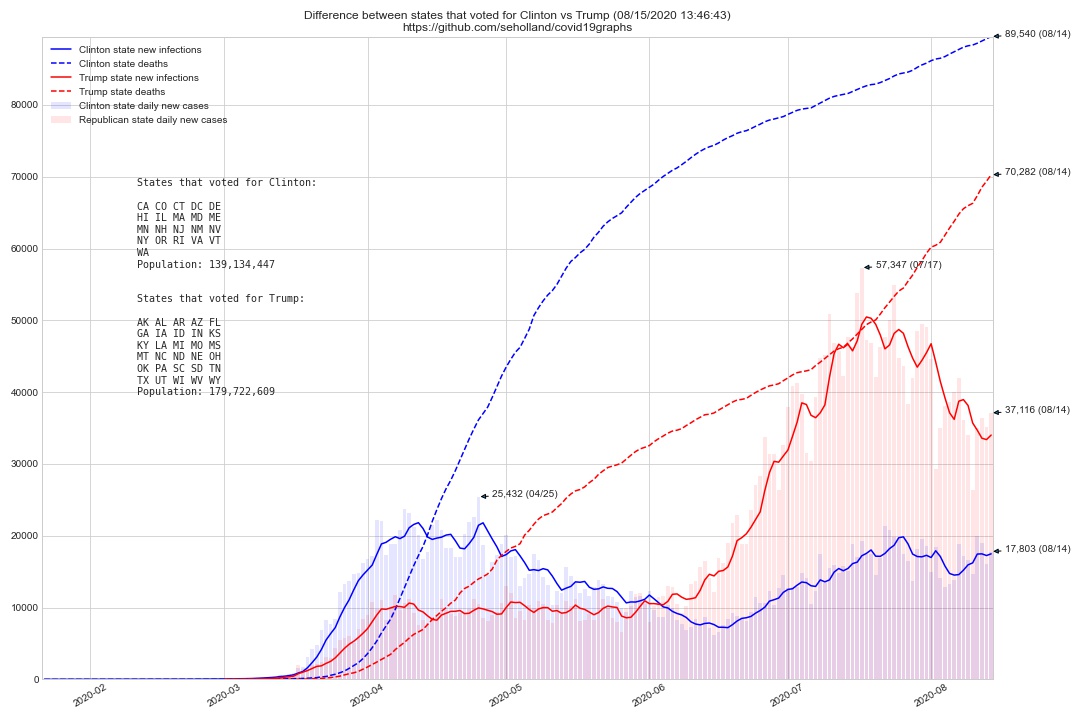 Difference between states that voted for Clinton vs Trump (08/15/2020 13:46:43)
https://github.com/seholland/covid19graphs
Clinton state new infections
Clinton state deaths
Trump state new infections
Trump state deaths
Clinton state daily new cases
Republican state daily new cases
States that voted for Clinton:
CA CO CT DC DE
HI IL MA MD ME
MN NH NJ NM NV
NY OR RI VA VT
WA
Population: 139,134,447
States that voted for Trump:
AK AL AR AZ FL
GA IA ID IN KS
KY LA MI MO MS
MT NC ND NE OH
OK PA SC SD TN
TX UT WI WV WY
Population: 179,722,609
89,540 (08/14)
70,282 (08/14)
57,347 (07/17)
37,116 (08/14)
25,432 (04/25)
17,803 (08/14)
80000
70000
60000
50000
40000
30000
20000
10000
0
2020-02
2020-03
2020-04
2020-05
2020-06
2020-07
2020-08